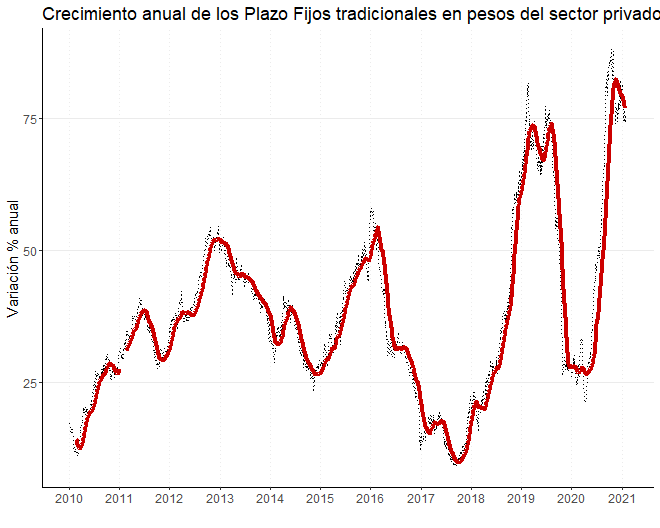 Crecimiento anual de los Plazo Fijos tradicionales en pesos del sector privado
Variación % anual
75
50
25
2010 2011 2012 2013 2014 2015 2016 2017 2018 2019 2020 2021